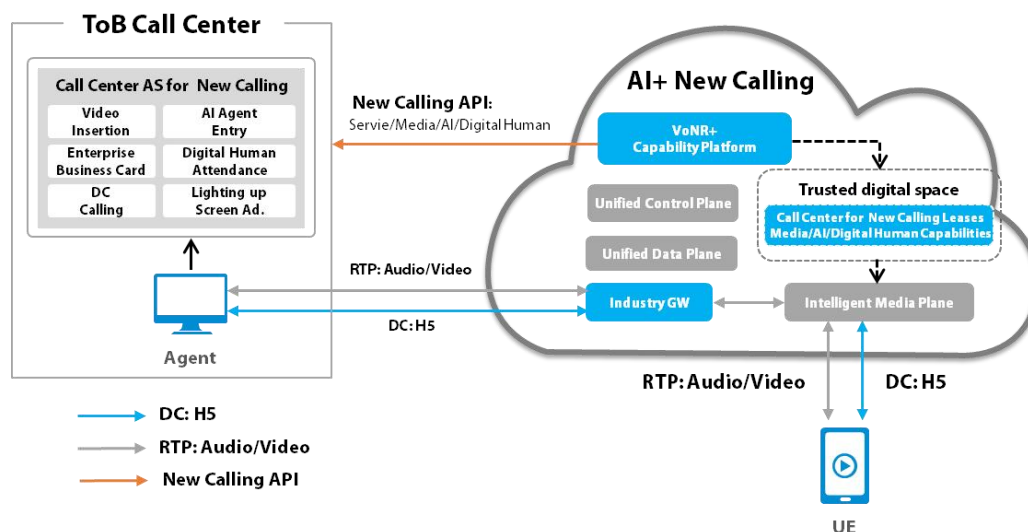 ToB Call Center
Call Center AS for New Calling
Video
Insertion
AI Agent
Entry
Enterprise
Business Card
Digital Human
Attendance
DC
Calling
Lighting up
Screen Ad.
Agent
New Calling API:
Servie/Media/AI/Digital Human
RTP: Audio/Video
DC: H5
AI+ New Calling
VoNR+
Capability Platform
Unified Control Plane
Unified Data Plane
Industry GW
Trusted digital space
Call Center for New Calling Leases
Media/AI/Digital Human Capabilities
Intelligent Media Plane
RTP: Audio/Video
DC: H5
UE
DC: H5
RTP: Audio/Video
New Calling API